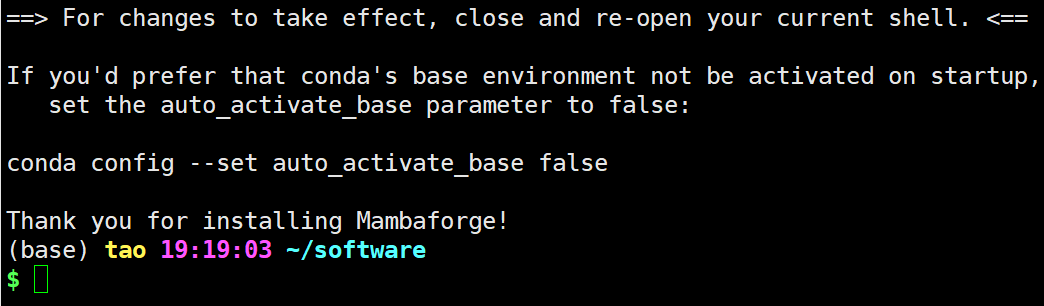 ==> For changes to take effect, close and re-open your current shell. <==
If you'd prefer that conda's base environment not be activated on startup,
   set the auto_activate_base parameter to false:
conda config --set auto_activate_base false
Thank you for installing Mambaforge!
(base) tao 19:19:03 ~/software
$